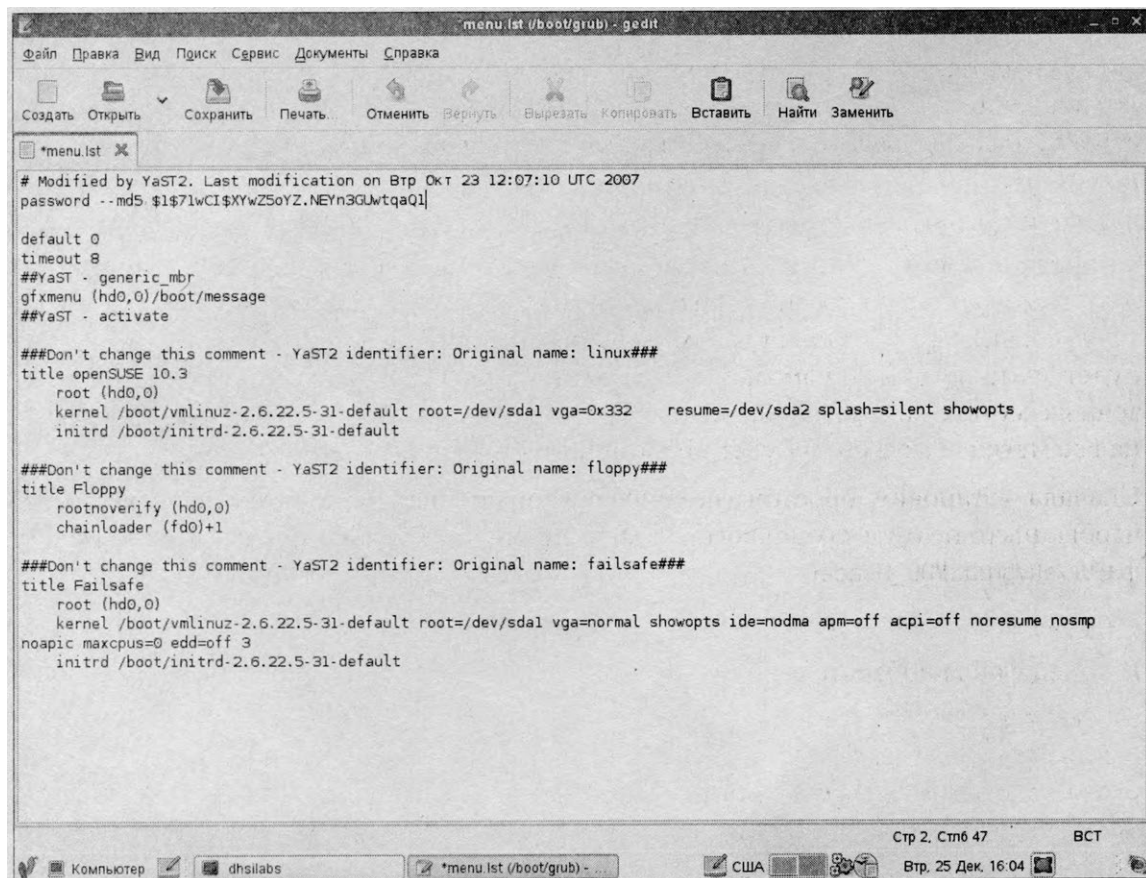 *menu.lst (/boot/grub) - gedit
Файл Правка Вид Поиск Сервис Документы Справка
Создать Открыть Сохранить Печать... Отменить Вернуть Вырезать Копировать Вставить Найти Заменить
*menu.lst
# Modified by YaST2. Last modification on Втр Окт 23 12:07:10 UTC 2007
password --md5 $1$71wCI$XYwZ5oYZ.NEYn3GUwtqaQ1
default 0
timeout 8
##YaST - generic_mbr
gfxmenu (hd0,0)/boot/message
##YaST - activate
###Don't change this comment - YaST2 identifier: Original name: linux###
title openSUSE 10.3
root (hd0,0)
kernel /boot/vmlinuz-2.6.22.5-31-default root=/dev/sda1 vga=0x332 resume=/dev/sda2 splash=silent showopts
initrd /boot/initrd-2.6.22.5-31-default
###Don't change this comment - YaST2 identifier: Original name: floppy###
title Floppy
rootnoverify (hd0,0)
chainloader (fd0)+1
###Don't change this comment - YaST2 identifier: Original name: failsafe###
title Failsafe
root (hd0,0)
kernel /boot/vmlinuz-2.6.22.5-31-default root=/dev/sda1 vga=normal showopts ide=nodma apm=off acpi=off noresume nosmp
noapic maxcpus=0 edd=off 3
initrd /boot/initrd-2.6.22.5-31-default
Стр 2, Стлб 47 ВСТ
Компьютер dhsilabs *menu.lst (/boot/grub) - ... США Втр, 25 Дек, 16:04